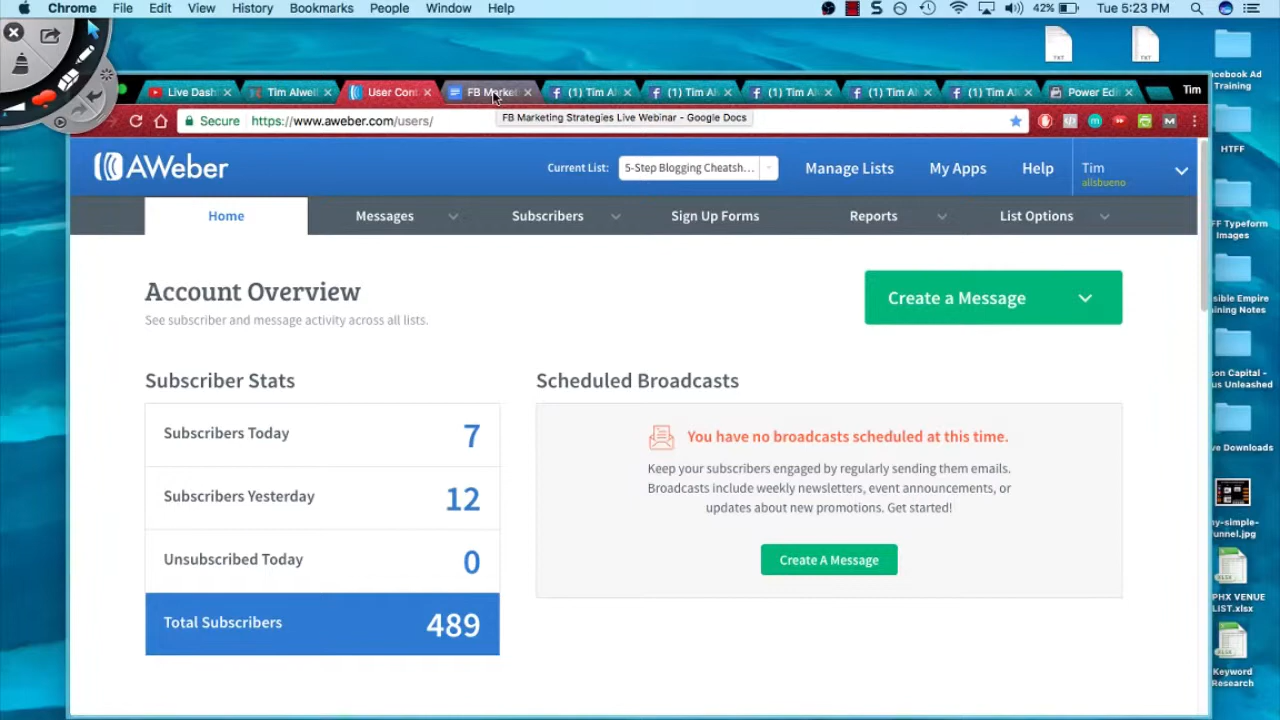 Chrome File Edit View History Bookmarks People Window Help
42% Tue 5:23 PM
TXT TXT
Live Dash
Tim Alwell
User Cont
FB Market
(1) Tim Al
(1) Tim Al
(1) Tim Al
(1) Tim Al
(1) Tim Al
Power Edi
Tim
Secure https://www.aweber.com/users/
FB Marketing Strategies Live Webinar - Google Docs
AWeber
Current List: 5-Step Blogging Cheatsh...
Manage Lists My Apps Help
Tim
allsbueno
Home Messages Subscribers Sign Up Forms Reports List Options
Account Overview
See subscriber and message activity across all lists.
Create a Message
Subscriber Stats
Subscribers Today 7
Subscribers Yesterday 12
Unsubscribed Today 0
Total Subscribers 489
Scheduled Broadcasts
You have no broadcasts scheduled at this time.
Keep your subscribers engaged by regularly sending them emails.
Broadcasts include weekly newsletters, event announcements, or
updates about new promotions. Get started!
Create A Message
acebook Ad
Training
HTFF
FF Typeform
Images
sible Empire
ining Notes
son Capital -
us Unleashed
ve Downloads
ny-simple-
unnel.jpg
XLSX
PHX VENUE
LIST.xlsx
XLSX
Keyword
Research